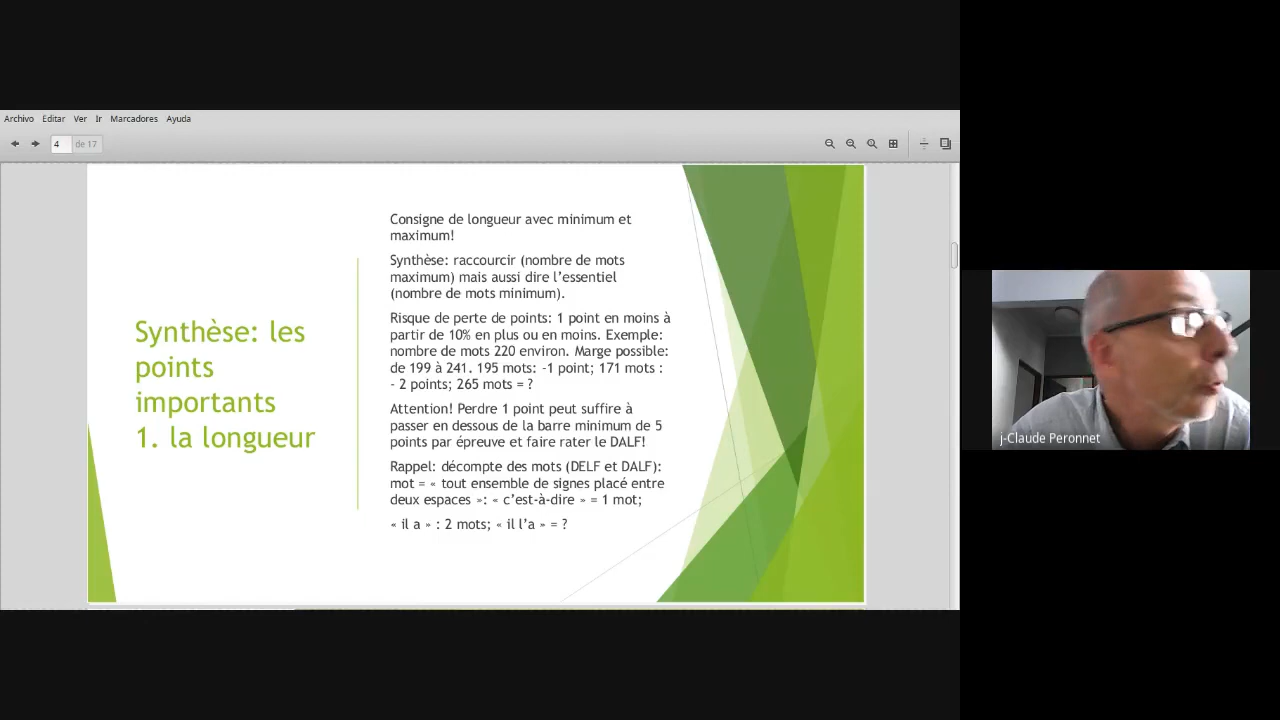 Archivo Editar Ver Ir Marcadores Ayuda
4 de 17
Synthèse: les
points
importants
1. la longueur
Consigne de longueur avec minimum et
maximum!
Synthèse: raccourcir (nombre de mots
maximum) mais aussi dire l’essentiel
(nombre de mots minimum).
Risque de perte de points: 1 point en moins à
partir de 10% en plus ou en moins. Exemple:
nombre de mots 220 environ. Marge possible:
de 199 à 241. 195 mots: -1 point; 171 mots :
- 2 points; 265 mots = ?
Attention! Perdre 1 point peut suffire à
passer en dessous de la barre minimum de 5
points par épreuve et faire rater le DALF!
Rappel: décompte des mots (DELF et DALF):
mot = « tout ensemble de signes placé entre
deux espaces »: « c’est-à-dire » = 1 mot;
« il a » : 2 mots; « il l’a » = ?
j-Claude Peronnet